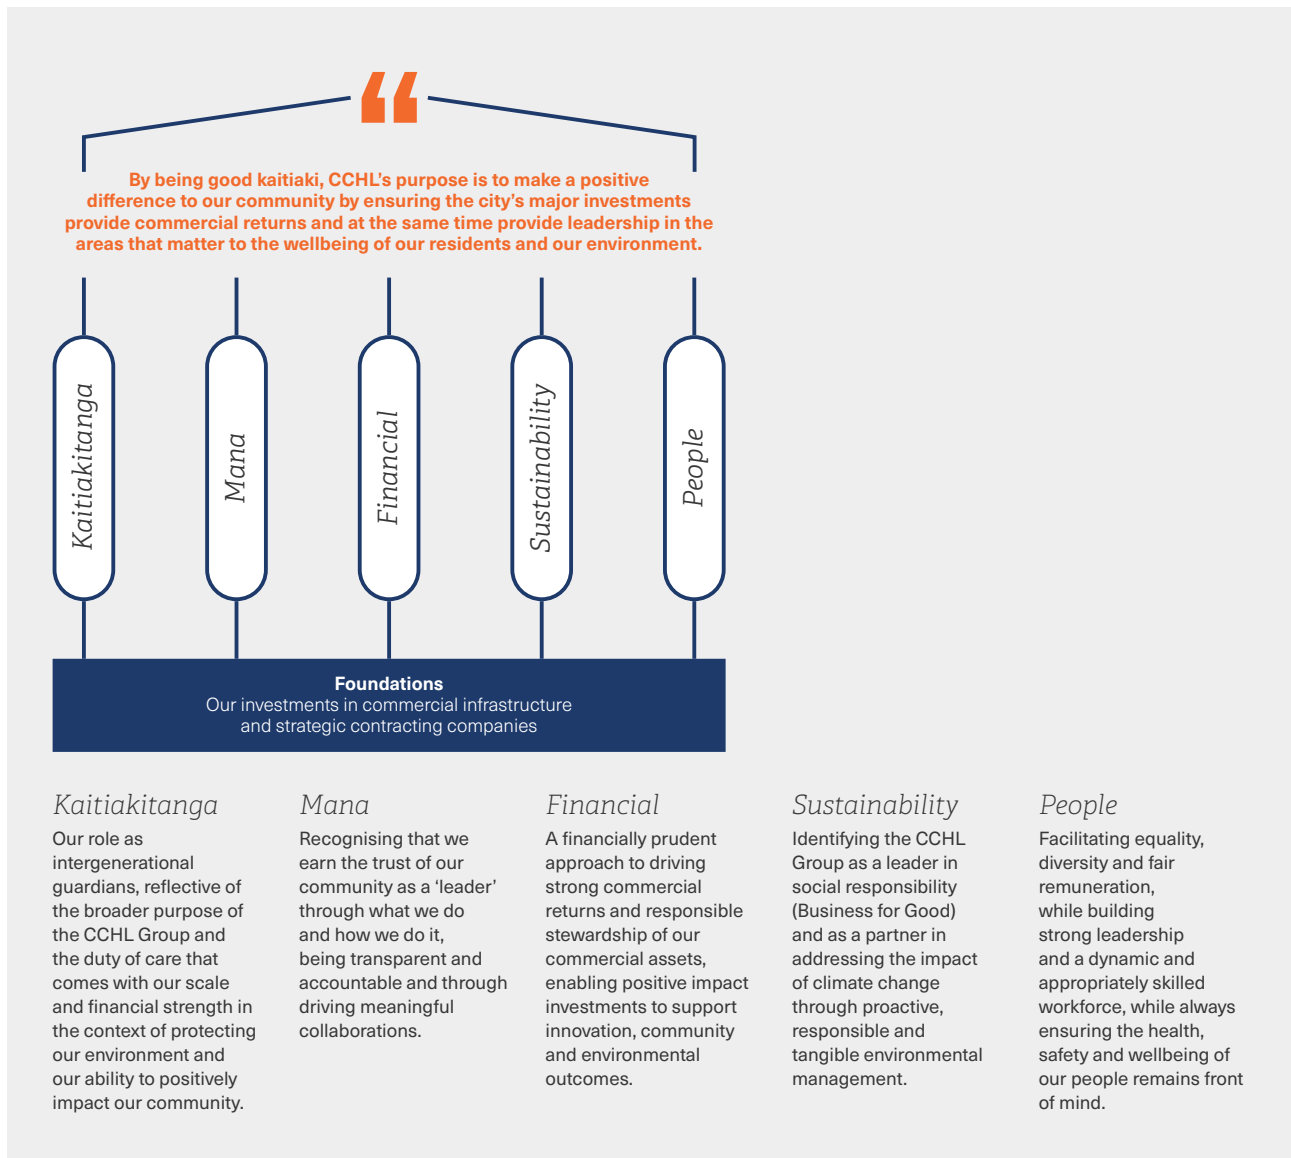 “
By being good kaitiaki, CCHL’s purpose is to make a positive
difference to our community by ensuring the city’s major investments
provide commercial returns and at the same time provide leadership in the
areas that matter to the wellbeing of our residents and our environment.
Kaitiakitanga
Mana
Financial
Sustainability
People
Foundations
Our investments in commercial infrastructure
and strategic contracting companies
Kaitiakitanga
Our role as
intergenerational
guardians, reflective of
the broader purpose of
the CCHL Group and
the duty of care that
comes with our scale
and financial strength in
the context of protecting
our environment and
our ability to positively
impact our community.
Mana
Recognising that we
earn the trust of our
community as a ‘leader’
through what we do
and how we do it,
being transparent and
accountable and through
driving meaningful
collaborations.
Financial
A financially prudent
approach to driving
strong commercial
returns and responsible
stewardship of our
commercial assets,
enabling positive impact
investments to support
innovation, community
and environmental
outcomes.
Sustainability
Identifying the CCHL
Group as a leader in
social responsibility
(Business for Good)
and as a partner in
addressing the impact
of climate change
through proactive,
responsible and
tangible environmental
management.
People
Facilitating equality,
diversity and fair
remuneration,
while building
strong leadership
and a dynamic and
appropriately skilled
workforce, while always
ensuring the health,
safety and wellbeing of
our people remains front
of mind.